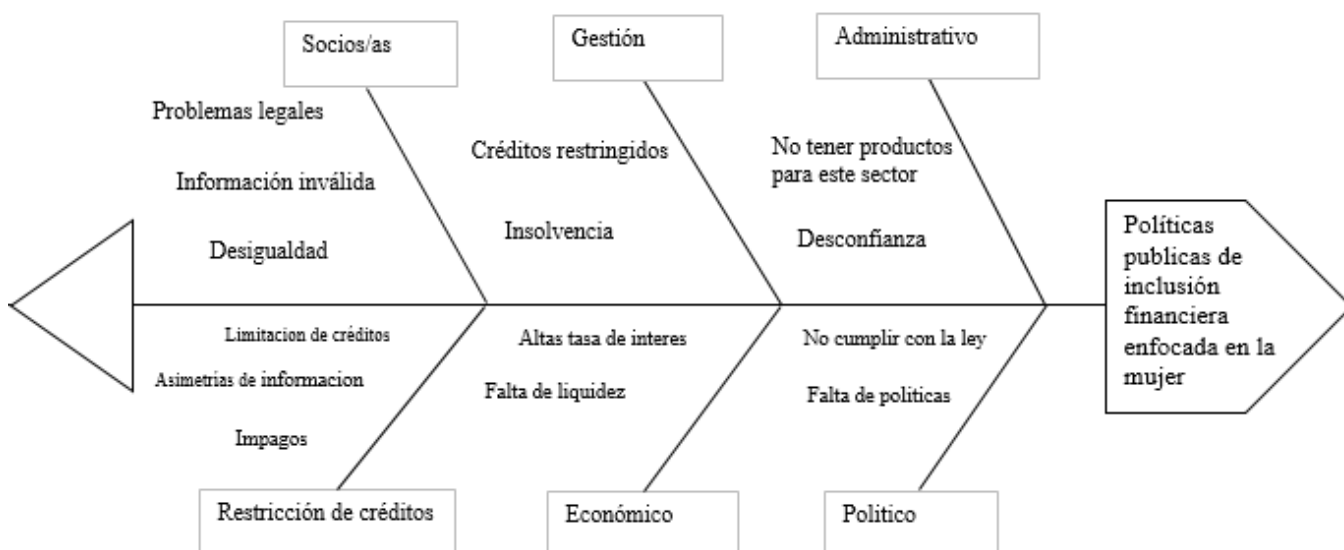 Socios/as
Gestión
Administrativo
Problemas legales
Información inválida
Desigualdad
Créditos restringidos
Insolvencia
No tener productos
para este sector
Desconfianza
Políticas
publicas de
inclusión
financiera
enfocada en la
mujer
Limitacion de créditos
Asimetrias de informacion
Impagos
Altas tasa de interes
Falta de liquidez
No cumplir con la ley
Falta de politicas
Restricción de créditos
Económico
Politico